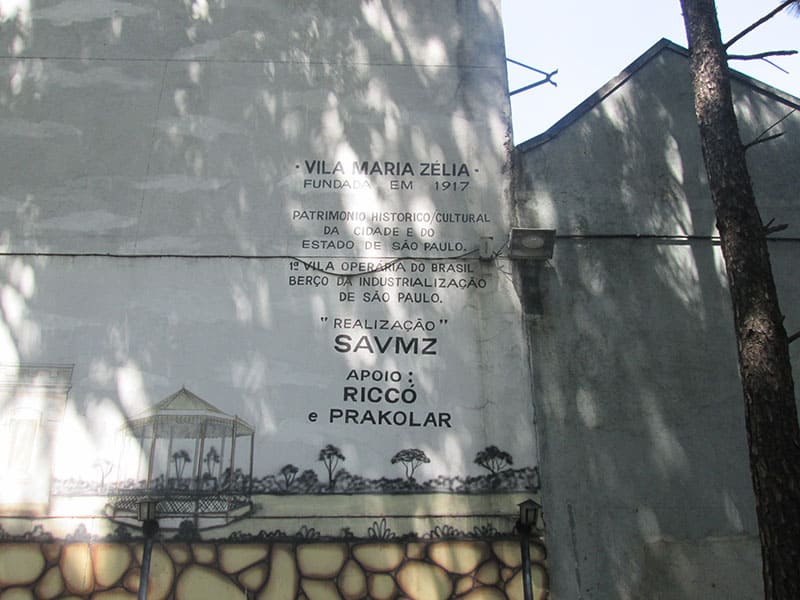 · VILA MARIA ZÉLIA ·
FUNDADA EM 1917
PATRIMONIO HISTORICO/CULTURAL
DA CIDADE E DO
ESTADO DE SÃO PAULO.
1ª VILA OPERÁRIA DO BRASIL
BERÇO DA INDUSTRIALIZAÇÃO
DE SÃO PAULO.
"REALIZAÇÃO"
SAVMZ
APOIO:
RICCÓ
e PRAKOLAR